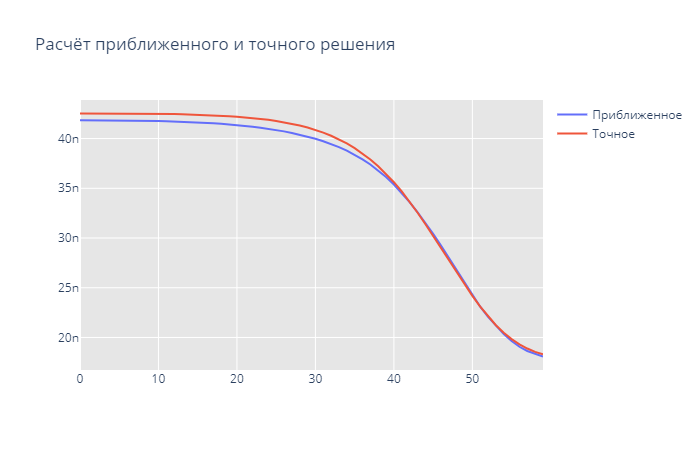 Расчёт приближенного и точного решения
Приближенное
Точное
40n
35n
30n
25n
20n
0 10 20 30 40 50